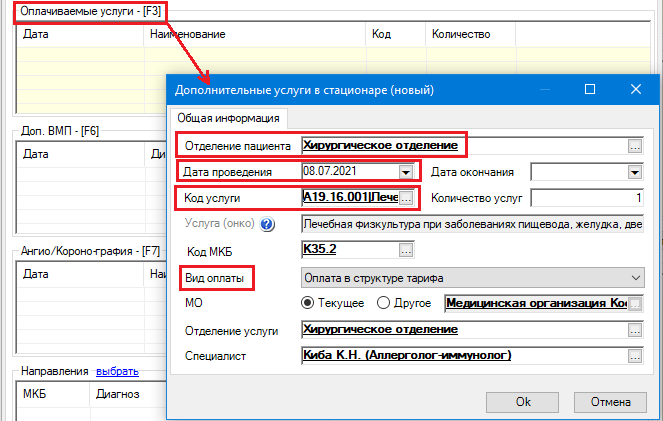 Оплачиваемые услуги - [F3]
Дата Наименование Код Количество
Дополнительные услуги в стационаре (новый)
Общая информация
Отделение пациента Хирургическое отделение ...
Дата проведения 08.07.2021 Дата окончания
Код услуги A19.16.001|Лече ... Количество услуг 1
Услуга (онко) ? Лечебная физкультура при заболеваниях пищевода, желудка, две
Код МКБ K35.2 ...
Вид оплаты Оплата в структуре тарифа
МО Текущее Другое Медицинская организация Кос ...
Отделение услуги Хирургическое отделение ...
Специалист Киба К.Н. (Аллерголог-иммунолог) ...
Ok Отмена
Доп. ВМП - [F6]
Дата Ди
Ангио/Короно-графия - [F7]
Дата На
Направления выбрать
МКБ Диагноз